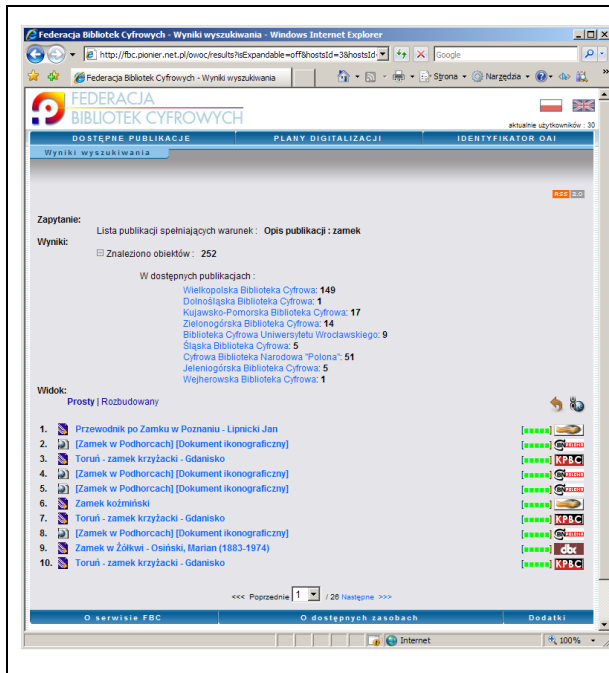 Federacja Bibliotek Cyfrowych - Wyniki wyszukiwania - Windows Internet Explorer
http://fbc.pionier.net.pl/owoc/results?isExpandable=off&hostsId=3&hostsId
Google
Federacja Bibliotek Cyfrowych - Wyniki wyszukiwania
Strona
Narzędzia
FEDERACJA
BIBLIOTEK CYFROWYCH
aktualnie użytkowników : 30
DOSTĘPNE PUBLIKACJE PLANY DIGITALIZACJI IDENTYFIKATOR OAI
Wyniki wyszukiwania
RSS 2.0
Zapytanie:
Lista publikacji spełniających warunek : Opis publikacji : zamek
Wyniki:
Znaleziono obiektów : 252
W dostępnych publikacjach :
Wielkopolska Biblioteka Cyfrowa: 149
Dolnośląska Biblioteka Cyfrowa: 1
Kujawsko-Pomorska Biblioteka Cyfrowa: 17
Zielonogórska Biblioteka Cyfrowa: 14
Biblioteka Cyfrowa Uniwersytetu Wrocławskiego: 9
Śląska Biblioteka Cyfrowa: 5
Cyfrowa Biblioteka Narodowa "Polona": 51
Jeleniogórska Biblioteka Cyfrowa: 5
Wejherowska Biblioteka Cyfrowa: 1
Widok:
Prosty | Rozbudowany
1. Przewodnik po Zamku w Poznaniu - Lipnicki Jan
2. [Zamek w Podhorcach] [Dokument ikonograficzny]
3. Toruń - zamek krzyżacki - Gdanisko KPBC
4. [Zamek w Podhorcach] [Dokument ikonograficzny]
5. [Zamek w Podhorcach] [Dokument ikonograficzny]
6. Zamek koźmiński
7. Toruń - zamek krzyżacki - Gdanisko KPBC
8. [Zamek w Podhorcach] [Dokument ikonograficzny]
9. Zamek w Żółkwi - Osiński, Marian (1883-1974) dbc
10. Toruń - zamek krzyżacki - Gdanisko KPBC
<<< Poprzednie 1 / 26 Następne >>>
O serwisie FBC O dostępnych zasobach Dodatki
Internet 100%